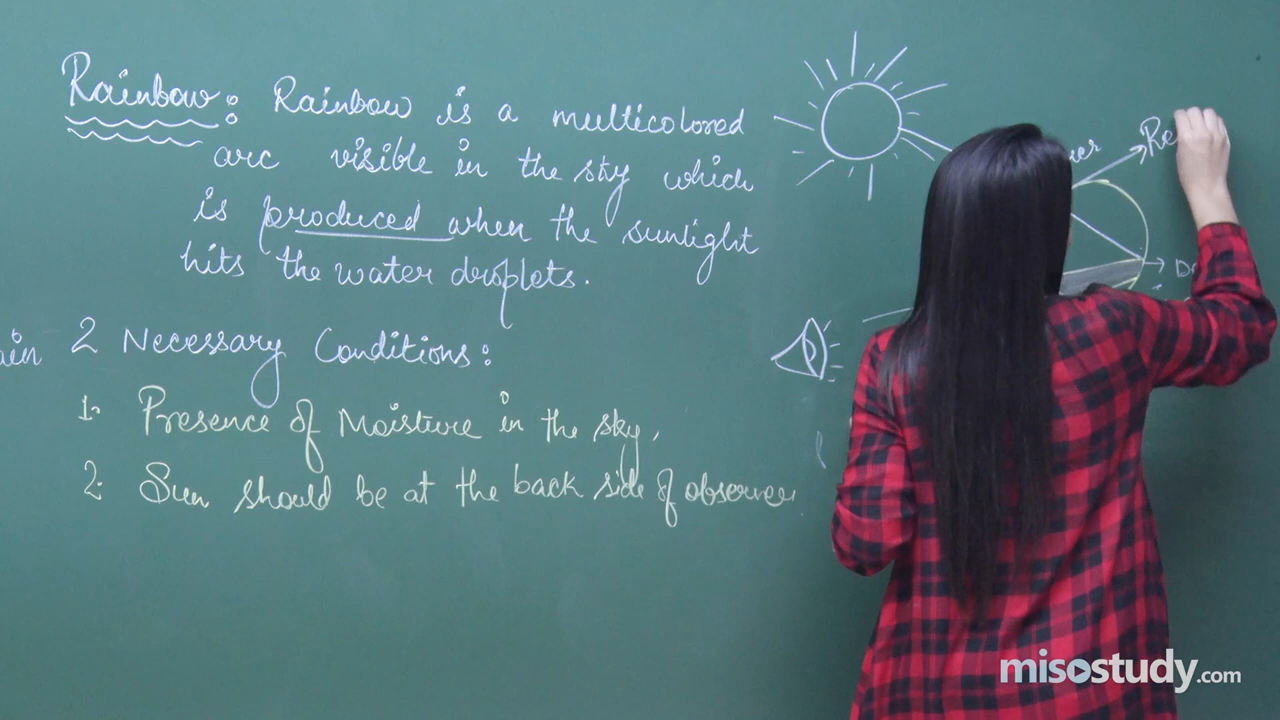 Rainbow: Rainbow is a multicolored
arc visible in the sky which
is produced when the sunlight
hits the water droplets.
2 Necessary Conditions:
1. Presence of Moisture in the sky,
2. Sun should be at the back side of observer.
misostudy.com